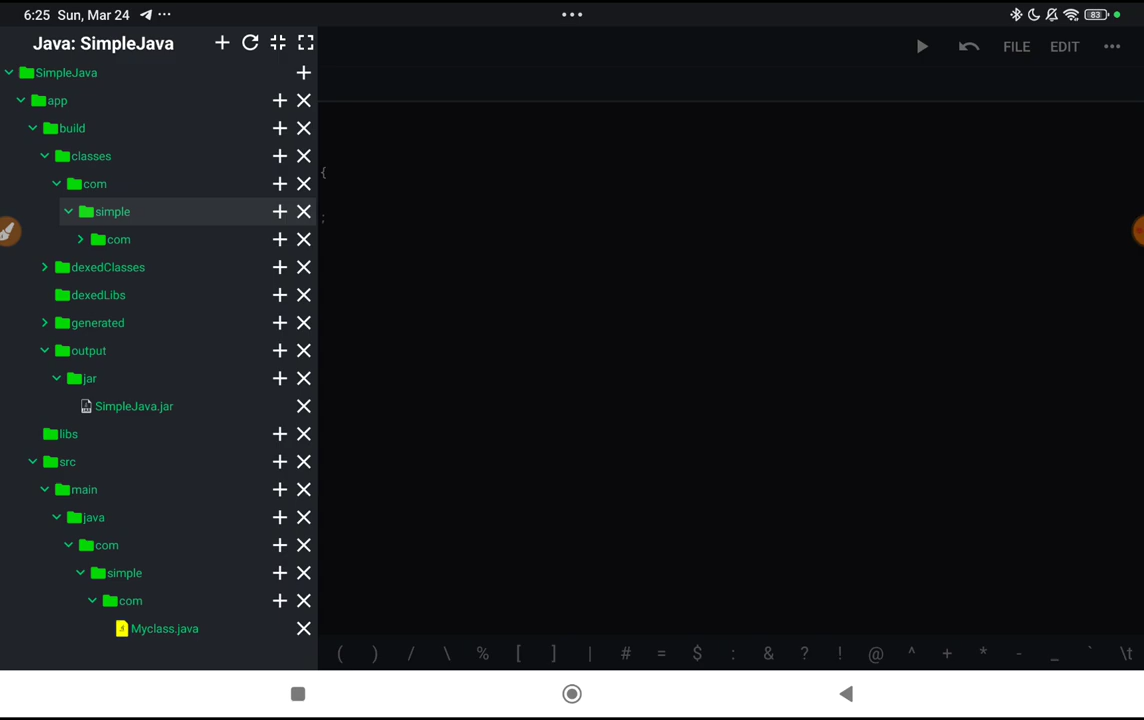 6:25 Sun, Mar 24
83
Java: SimpleJava
FILE EDIT
SimpleJava
app
build
classes
com
{
simple
;
com
dexedClasses
dexedLibs
generated
output
jar
SimpleJava.jar
libs
src
main
java
com
simple
com
Myclass.java
( ) / \ % [ ] | # = $ : & ? ! @ ^ + * - _ ` \t